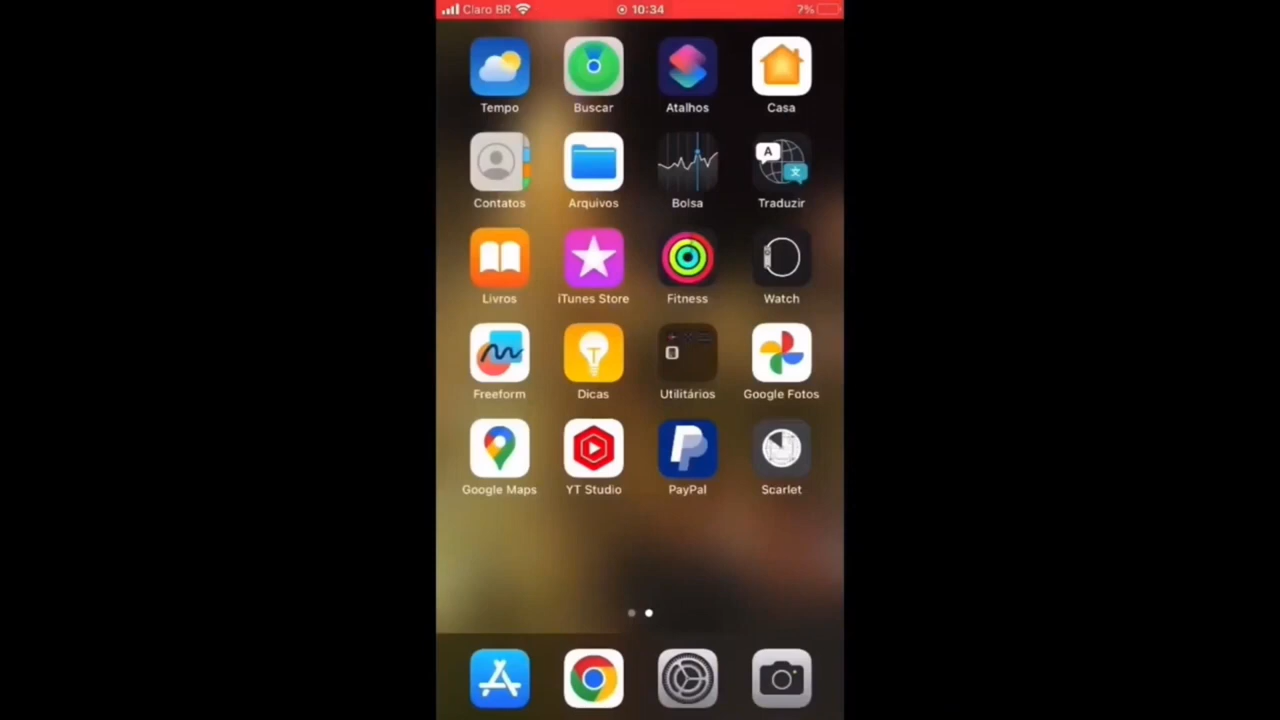 Claro BR 10:34 7%
Tempo Buscar Atalhos Casa
A 文
Contatos Arquivos Bolsa Traduzir
Livros iTunes Store Fitness Watch
Freeform Dicas Utilitários Google Fotos
Google Maps YT Studio PayPal Scarlet